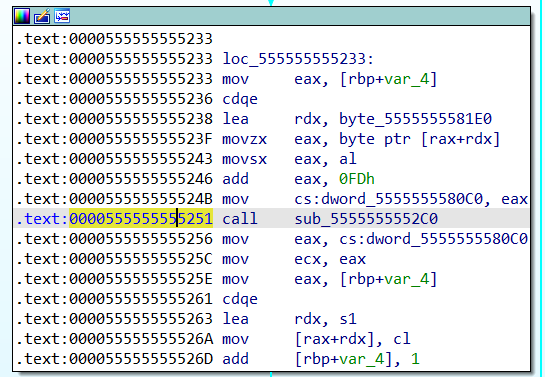 .text:0000555555555233
.text:0000555555555233 loc_555555555233:
.text:0000555555555233 mov     eax, [rbp+var_4]
.text:0000555555555236 cdqe
.text:0000555555555238 lea     rdx, byte_5555555581E0
.text:000055555555523F movzx   eax, byte ptr [rax+rdx]
.text:0000555555555243 movsx   eax, al
.text:0000555555555246 add     eax, 0FDh
.text:000055555555524B mov     cs:dword_5555555580C0, eax
.text:0000555555555251 call    sub_5555555552C0
.text:0000555555555256 mov     eax, cs:dword_5555555580C0
.text:000055555555525C mov     ecx, eax
.text:000055555555525E mov     eax, [rbp+var_4]
.text:0000555555555261 cdqe
.text:0000555555555263 lea     rdx, s1
.text:000055555555526A mov     [rax+rdx], cl
.text:000055555555526D add     [rbp+var_4], 1